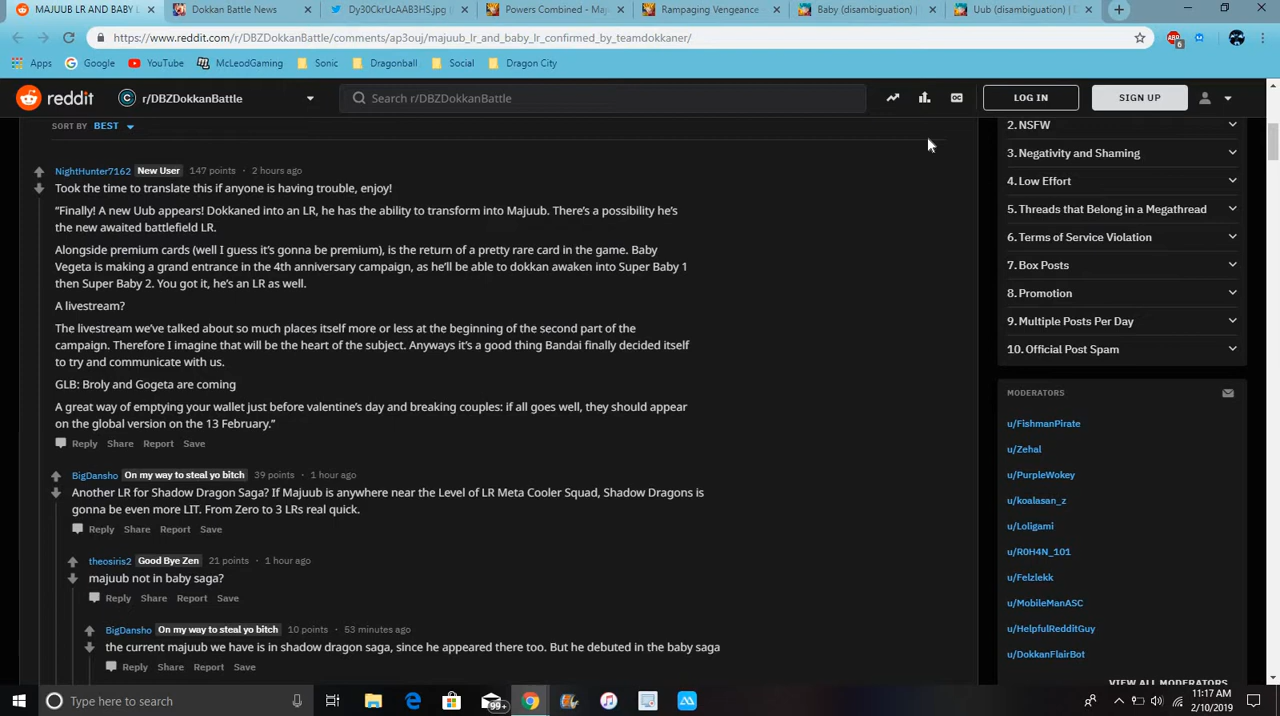 MAJUUB LR AND BABY L
Dokkan Battle News
Dy30CkrUcAAB3HS.jpg
Powers Combined - Maj
Rampaging Vengeance
Baby (disambiguation) |
Uub (disambiguation) | D
https://www.reddit.com/r/DBZDokkanBattle/comments/ap3ouj/majuub_lr_and_baby_lr_confirmed_by_teamdokkaner/
ABP
6
Apps
Google
YouTube
McLeodGaming
Sonic
Dragonball
Social
Dragon City
reddit
r/DBZDokkanBattle
Search r/DBZDokkanBattle
LOG IN
SIGN UP
SORT BY BEST
NightHunter7162 New User 147 points · 2 hours ago
Took the time to translate this if anyone is having trouble, enjoy!
“Finally! A new Uub appears! Dokkaned into an LR, he has the ability to transform into Majuub. There’s a possibility he’s
the new awaited battlefield LR.
Alongside premium cards (well I guess it’s gonna be premium), is the return of a pretty rare card in the game. Baby
Vegeta is making a grand entrance in the 4th anniversary campaign, as he’ll be able to dokkan awaken into Super Baby 1
then Super Baby 2. You got it, he’s an LR as well.
A livestream?
The livestream we’ve talked about so much places itself more or less at the beginning of the second part of the
campaign. Therefore I imagine that will be the heart of the subject. Anyways it’s a good thing Bandai finally decided itself
to try and communicate with us.
GLB: Broly and Gogeta are coming
A great way of emptying your wallet just before valentine’s day and breaking couples: if all goes well, they should appear
on the global version on the 13 February.”
Reply Share Report Save
BigDansho On my way to steal yo bitch 39 points · 1 hour ago
Another LR for Shadow Dragon Saga? If Majuub is anywhere near the Level of LR Meta Cooler Squad, Shadow Dragons is
gonna be even more LIT. From Zero to 3 LRs real quick.
Reply Share Report Save
theosiris2 Good Bye Zen 21 points · 1 hour ago
majuub not in baby saga?
Reply Share Report Save
BigDansho On my way to steal yo bitch 10 points · 53 minutes ago
the current majuub we have is in shadow dragon saga, since he appeared there too. But he debuted in the baby saga
Reply Share Report Save
2. NSFW
3. Negativity and Shaming
4. Low Effort
5. Threads that Belong in a Megathread
6. Terms of Service Violation
7. Box Posts
8. Promotion
9. Multiple Posts Per Day
10. Official Post Spam
MODERATORS
u/FishmanPirate
u/Zehal
u/PurpleWokey
u/koalasan_z
u/Loligami
u/R0H4N_101
u/Felzlekk
u/MobileManASC
u/HelpfulRedditGuy
u/DokkanFlairBot
VIEW ALL MODERATORS
Type here to search
99+
11:17 AM
2/10/2019